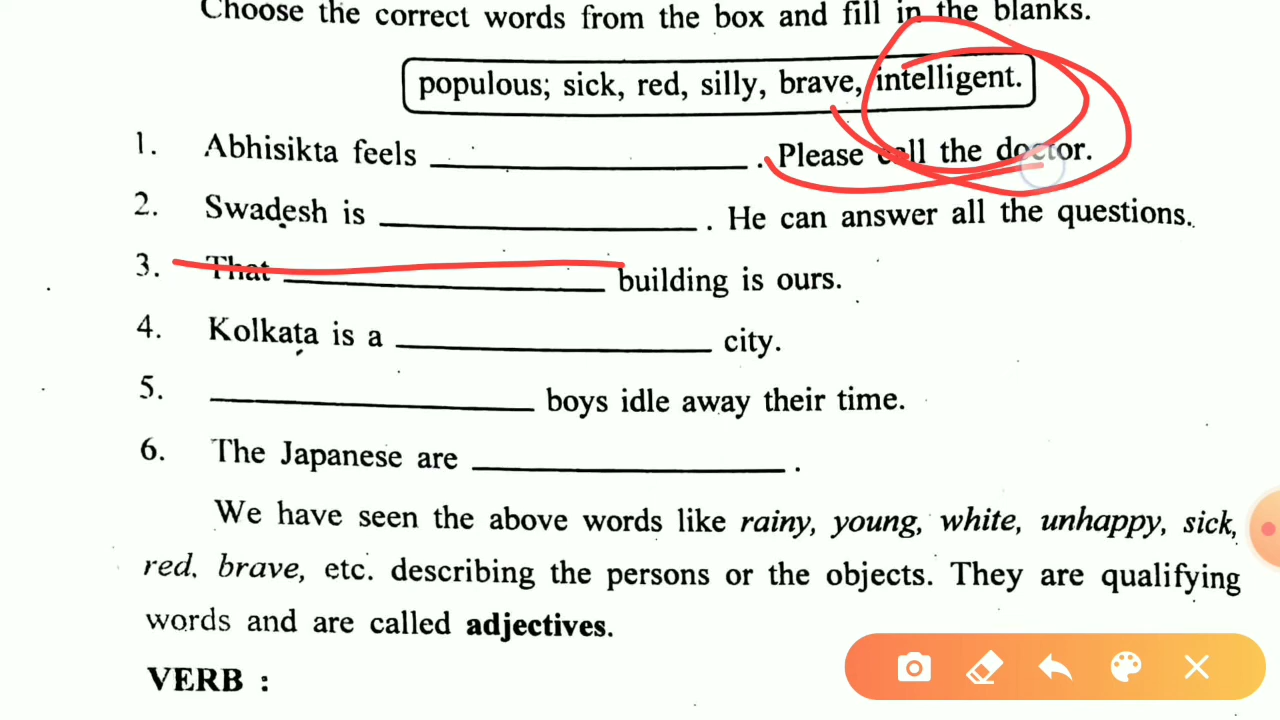 Choose the correct words from the box and fill in the blanks.
populous; sick, red, silly, brave, intelligent.
1. Abhisikta feels ____________ . Please call the doctor.
2. Swadesh is ____________ . He can answer all the questions.
3. That ____________ building is ours.
4. Kolkata is a ____________ city.
5. ____________ boys idle away their time.
6. The Japanese are ____________ .
We have seen the above words like rainy, young, white, unhappy, sick,
red, brave, etc. describing the persons or the objects. They are qualifying
words and are called adjectives.
VERB :